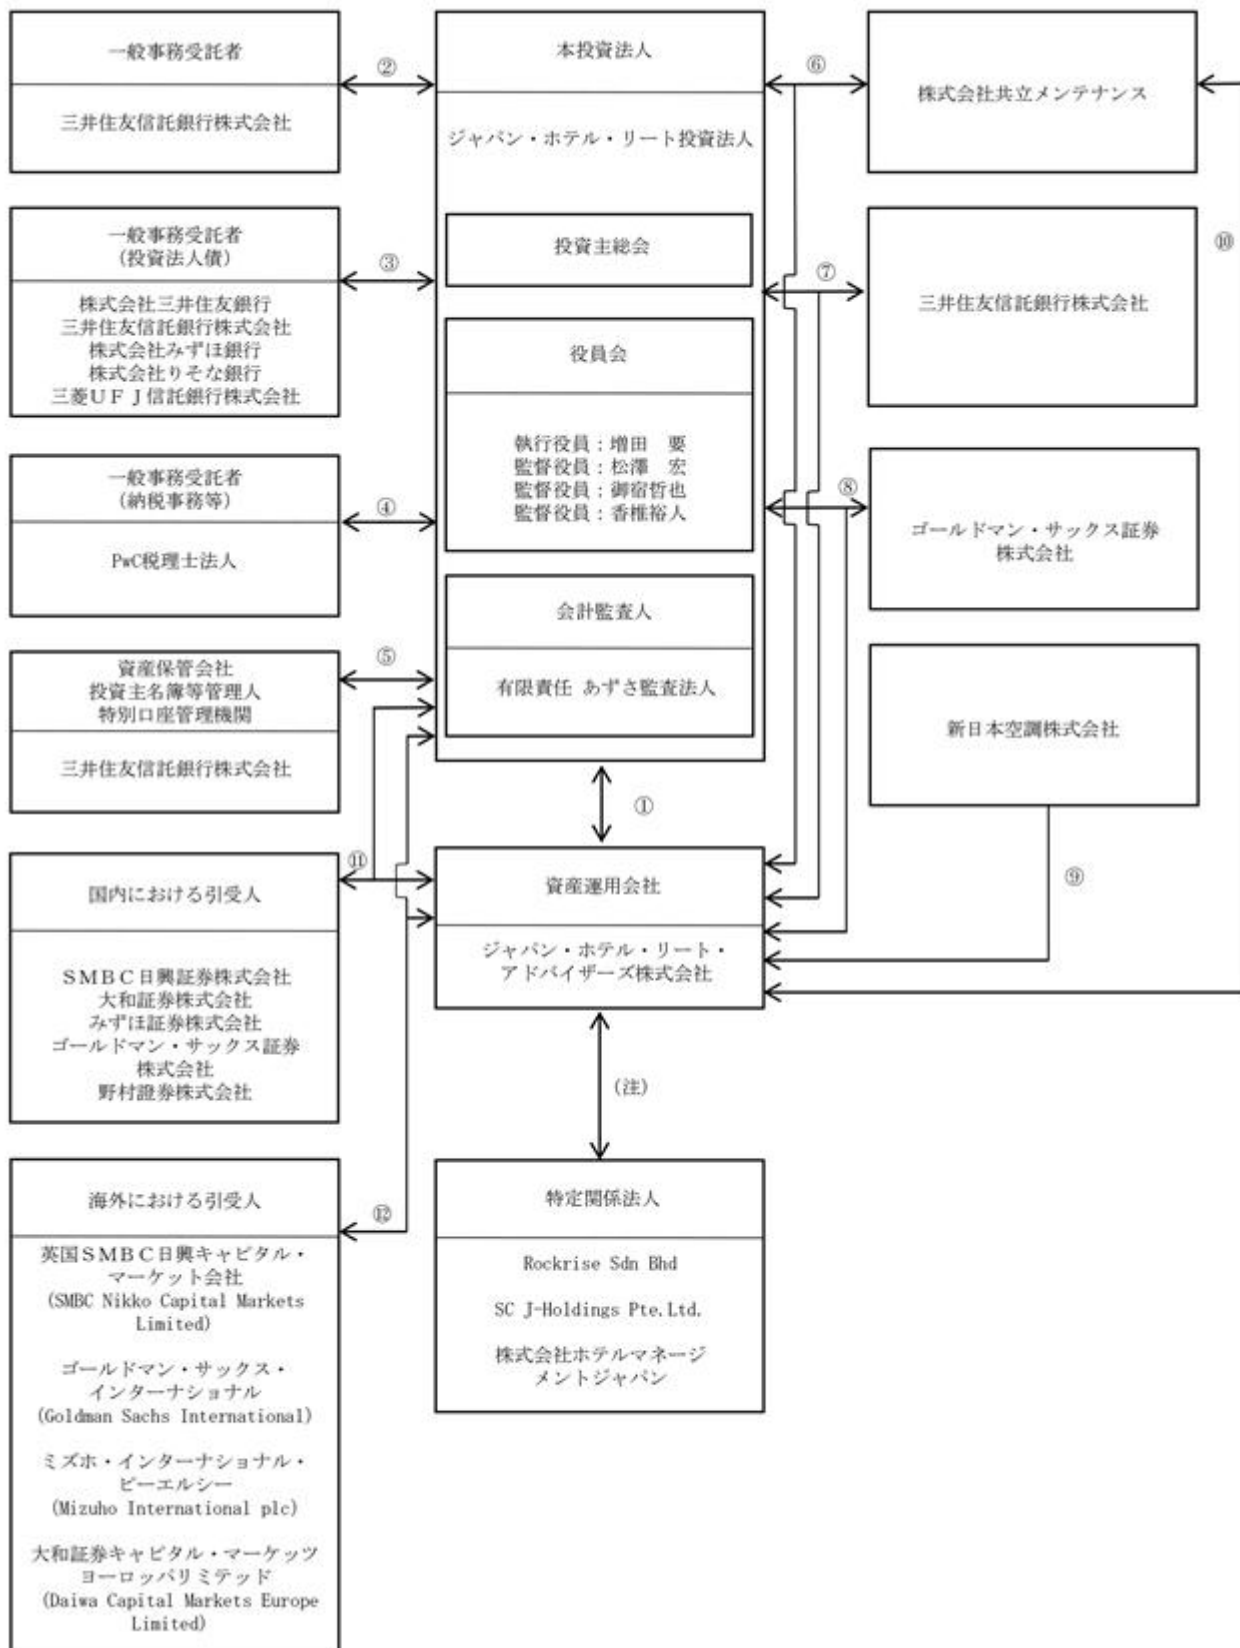 一般事務受託者
三井住友信託銀行株式会社
②
本投資法人
ジャパン・ホテル・リート投資法人
⑥
株式会社共立メンテナンス
⑩
一般事務受託者
(投資法人債)
株式会社三井住友銀行
三井住友信託銀行株式会社
株式会社みずほ銀行
株式会社りそな銀行
三菱ＵＦＪ信託銀行株式会社
③
投資主総会
⑦
三井住友信託銀行株式会社
役員会
執行役員：増田　要
監督役員：松澤　宏
監督役員：御宿哲也
監督役員：香椎裕人
一般事務受託者
(納税事務等)
PwC税理士法人
④
⑧
ゴールドマン・サックス証券
株式会社
会計監査人
有限責任 あずさ監査法人
資産保管会社
投資主名簿等管理人
特別口座管理機関
三井住友信託銀行株式会社
⑤
新日本空調株式会社
①
⑨
国内における引受人
ＳＭＢＣ日興証券株式会社
大和証券株式会社
みずほ証券株式会社
ゴールドマン・サックス証券
株式会社
野村證券株式会社
⑪
資産運用会社
ジャパン・ホテル・リート・
アドバイザーズ株式会社
(注)
海外における引受人
英国ＳＭＢＣ日興キャピタル・
マーケット会社
(SMBC Nikko Capital Markets
Limited)
ゴールドマン・サックス・
インターナショナル
(Goldman Sachs International)
ミズホ・インターナショナル・
ピーエルシー
(Mizuho International plc)
大和証券キャピタル・マーケッツ
ヨーロッパリミテッド
(Daiwa Capital Markets Europe
Limited)
⑫
特定関係法人
Rockrise Sdn Bhd
SC J-Holdings Pte.Ltd.
株式会社ホテルマネージ
メントジャパン